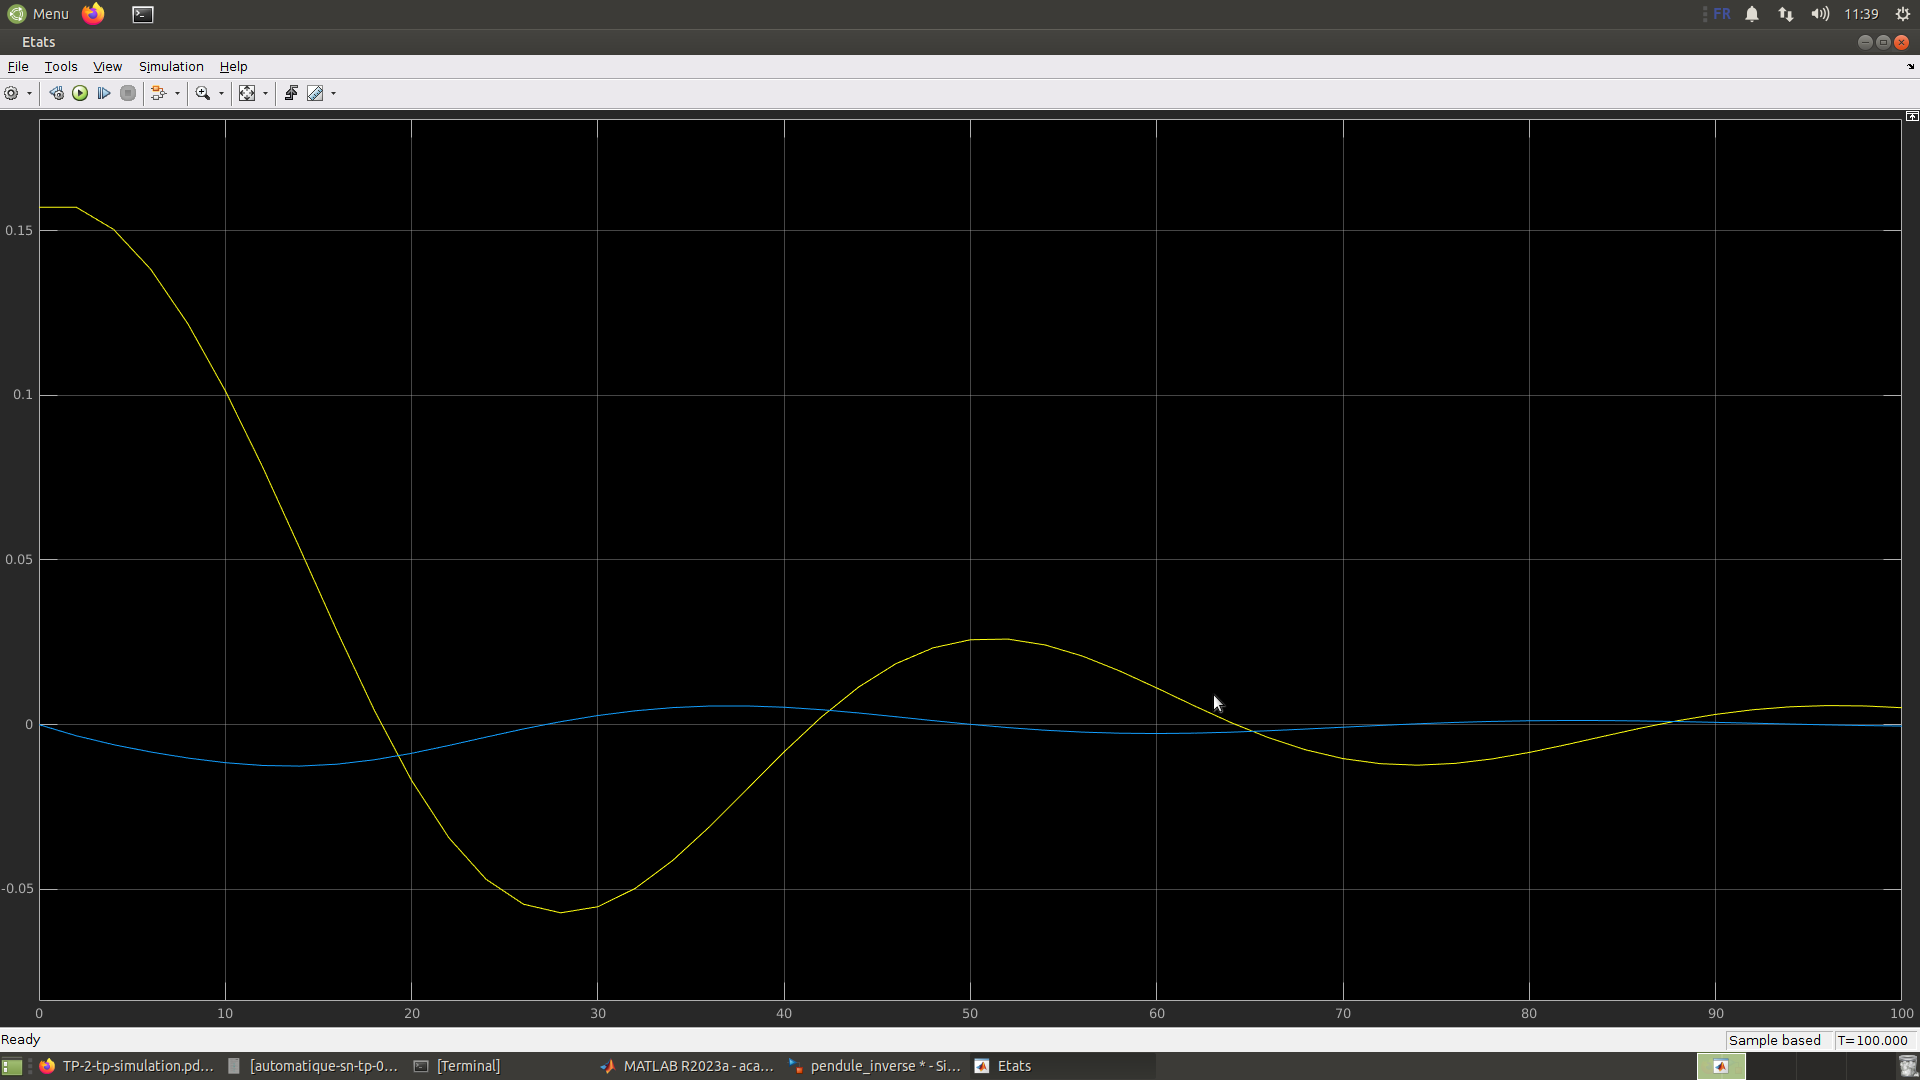 Menu FR 11:39
Etats
File Tools View Simulation Help
0.15
0.1
0.05
0
-0.05
0 10 20 30 40 50 60 70 80 90 100
Ready Sample based T=100.000
TP-2-tp-simulation.pd... [automatique-sn-tp-0... [Terminal] MATLAB R2023a - aca... pendule_inverse * - Si... Etats